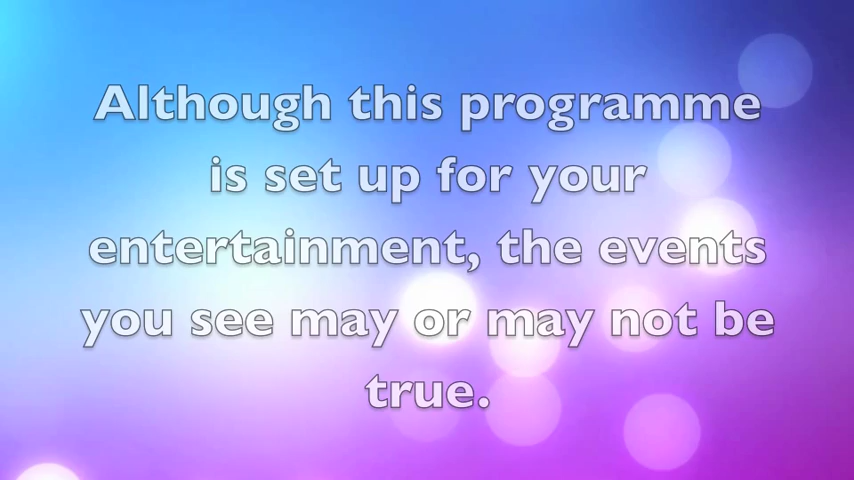 Although this programme
is set up for your
entertainment, the events
you see may or may not be
true.